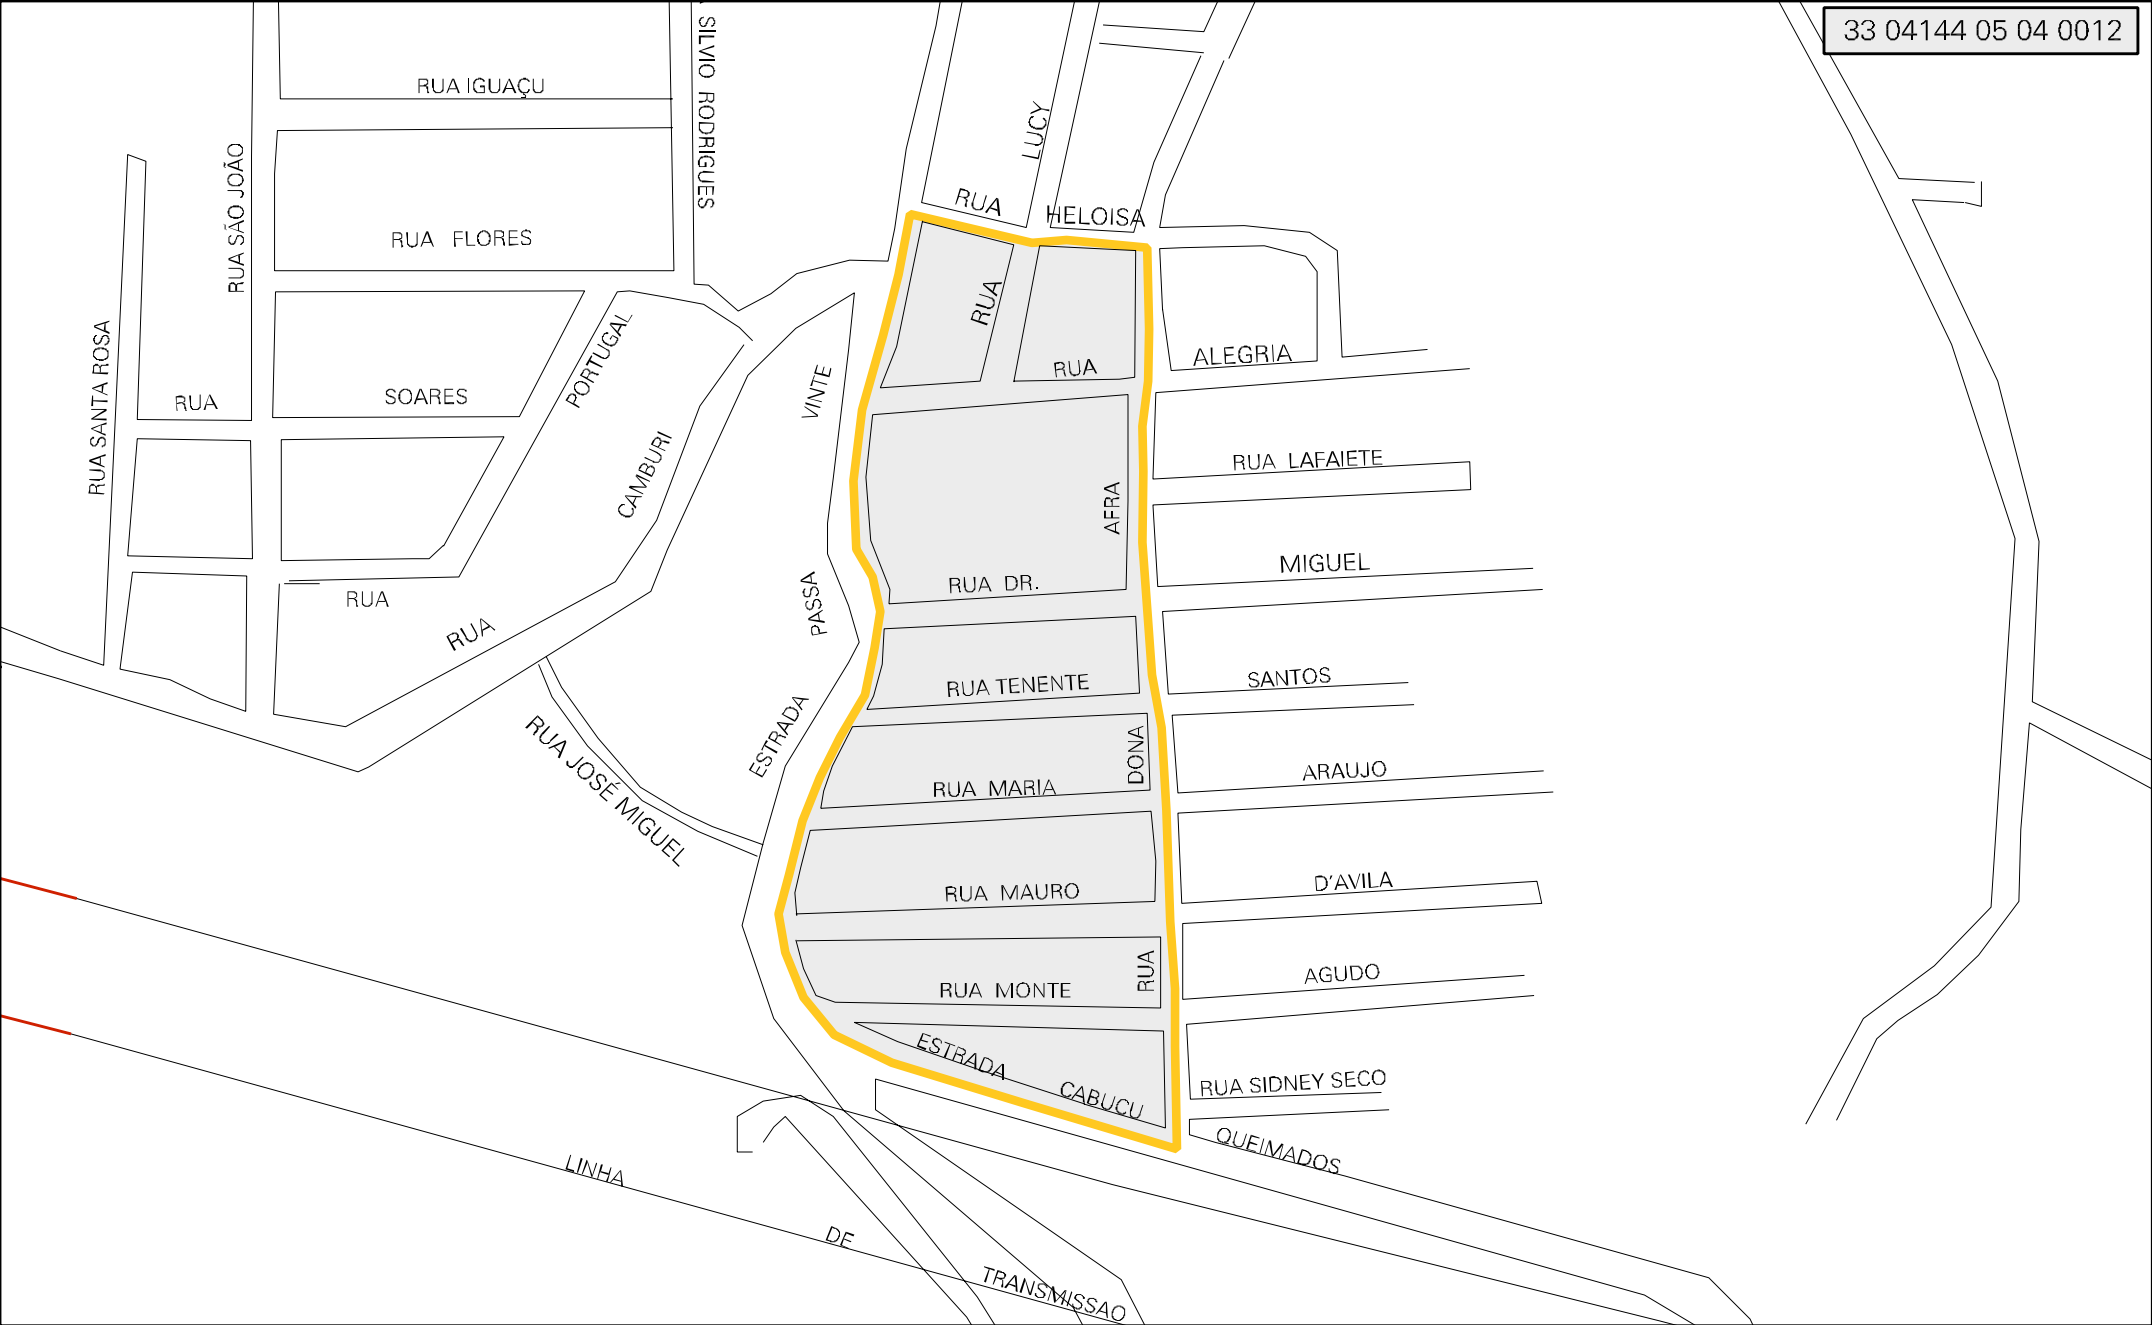 33 04144 05 04 0012
RUA IGUAÇU
SILVIO RODRIGUES
RUA SÃO JOÃO
RUA FLORES
LUCY
RUA
HELOISA
RUA
RUA SANTA ROSA
RUA
SOARES
PORTUGAL
CAMBURI
VINTE
RUA
ALEGRIA
RUA LAFAIETE
AFRA
MIGUEL
RUA DR.
PASSA
RUA
RUA
SANTOS
RUA TENENTE
ESTRADA
RUA JOSÉ MIGUEL
DONA
ARAUJO
RUA MARIA
D'AVILA
RUA MAURO
RUA
AGUDO
RUA MONTE
ESTRADA
CABUCU
RUA SIDNEY SECO
QUEIMADOS
LINHA
DE
TRANSMISSAO